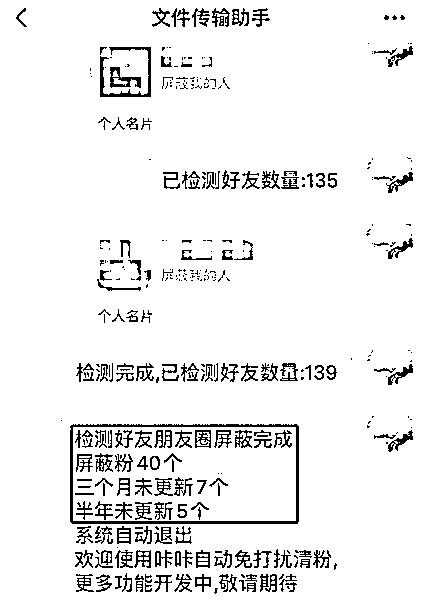 文件传输助手
屏蔽我的人
个人名片
已检测好友数量:135
屏蔽我的人
个人名片
检测完成,已检测好友数量:139
检测好友朋友圈屏蔽完成
屏蔽粉40个
三个月未更新7个
半年未更新5个
系统自动退出
欢迎使用咔咔自动免打扰清粉,
更多功能开发中,敬请期待